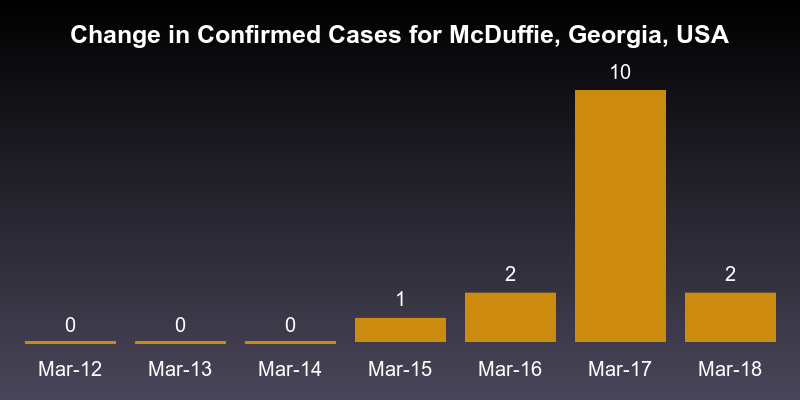 Change in Confirmed Cases for McDuffie, Georgia, USA
10
2
2
1
0 0 0
Mar-12 Mar-13 Mar-14 Mar-15 Mar-16 Mar-17 Mar-18